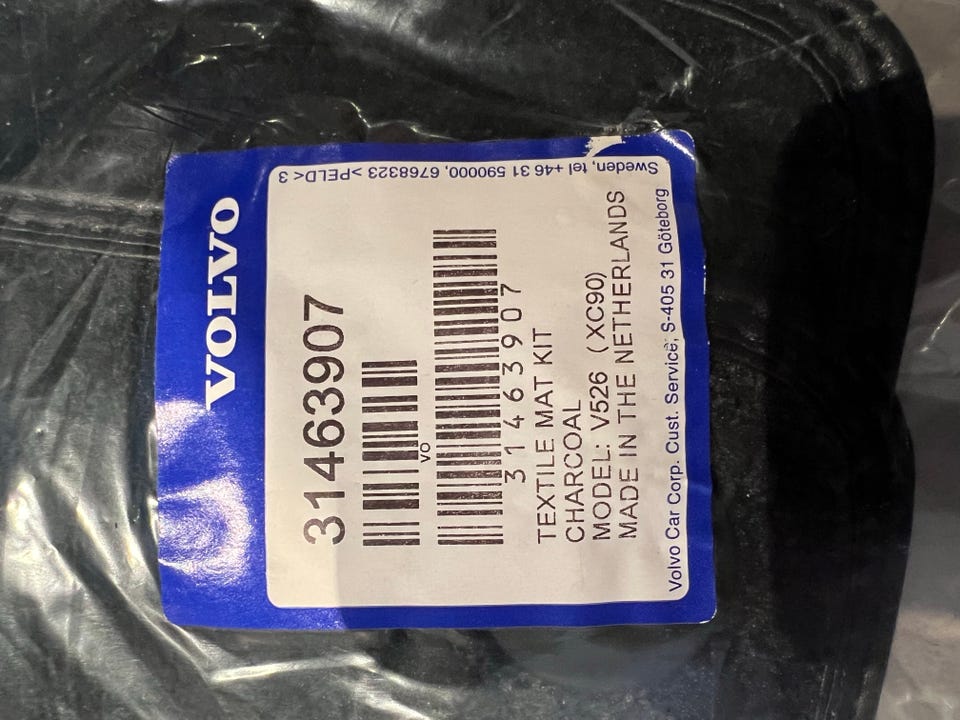 VOLVO
31463907
VO
31463907
TEXTILE MAT KIT
CHARCOAL
MODEL: V526 (XC90)
MADE IN THE NETHERLANDS
Volvo Car Corp. Cust. Service, S-405 31 Göteborg
Sweden, tel +46 31 590000, 6768323 >PELD< 3